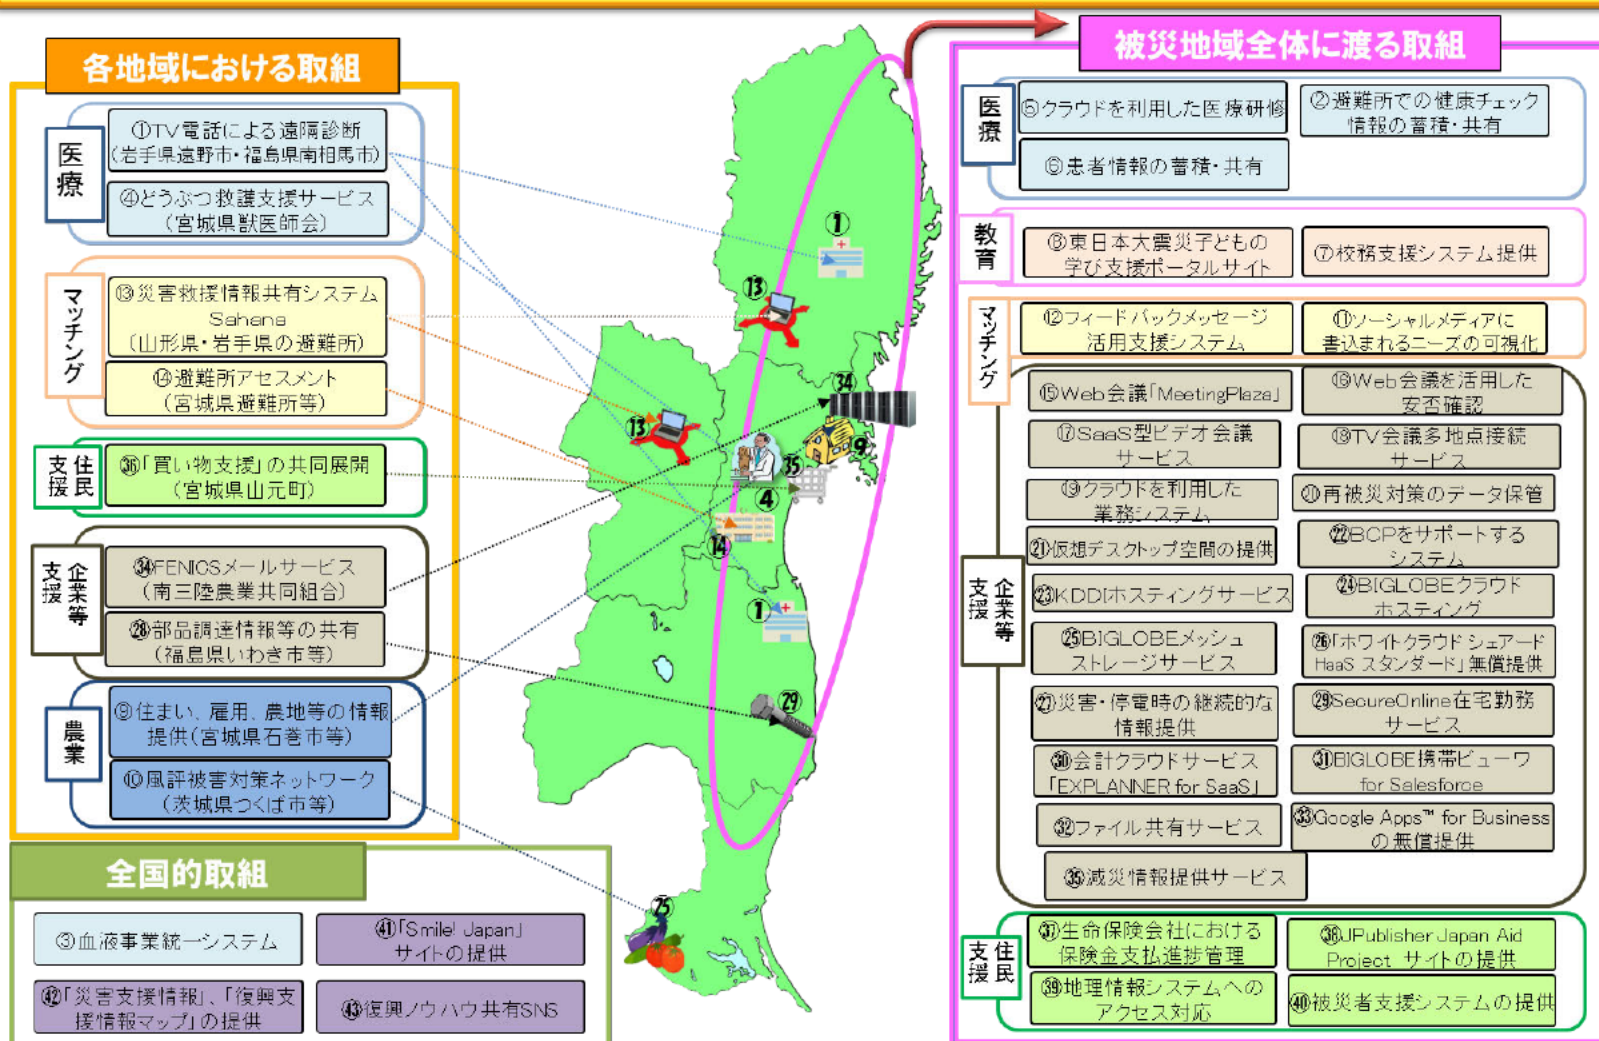 各地域における取組
医療
①TV電話による遠隔診断
(岩手県遠野市・福島県南相馬市)
④どうぶつ救護支援サービス
(宮城県獣医師会)
マッチング
⑬災害救援情報共有システム
Sahana
(山形県・岩手県の避難所)
⑭避難所アセスメント
(宮城県避難所等)
住民支援
㊱「買い物支援」の共同展開
(宮城県山元町)
企業等支援
㉞FENICSメールサービス
(南三陸農業共同組合)
㉘部品調達情報等の共有
(福島県いわき市等)
農業
⑨住まい、雇用、農地等の情報
提供(宮城県石巻市等)
⑩風評被害対策ネットワーク
(茨城県つくば市等)
全国的取組
③血液事業統一システム
㊶「Smile! Japan」
サイトの提供
㊷「災害支援情報」、「復興支
援情報マップ」の提供
㊸復興ノウハウ共有SNS
①
⑬
㉞
⑬
⑨
㉟
④
⑭
①
㉙
㉕
被災地域全体に渡る取組
医療
⑤クラウドを利用した医療研修
②避難所での健康チェック
情報の蓄積・共有
⑥患者情報の蓄積・共有
教育
⑧東日本大震災子どもの
学び支援ポータルサイト
⑦校務支援システム提供
マッチング
⑫フィードバックメッセージ
活用支援システム
⑪ソーシャルメディアに
書込まれるニーズの可視化
企業等支援
⑮Web会議「MeetingPlaza」
⑯Web会議を活用した
安否確認
⑰SaaS型ビデオ会議
サービス
⑱TV会議多地点接続
サービス
⑲クラウドを利用した
業務システム
⑳再被災対策のデータ保管
㉑仮想デスクトップ空間の提供
㉒BCPをサポートする
システム
㉓KDDIホスティングサービス
㉔BIGLOBEクラウド
ホスティング
㉕BIGLOBEメッシュ
ストレージサービス
㉖「ホワイトクラウド シェアード
HaaS スタンダード」無償提供
㉗災害・停電時の継続的な
情報提供
㉙SecureOnline在宅勤務
サービス
㉚会計クラウドサービス
「EXPLANNER for SaaS」
㉛BIGLOBE携帯ビューワ
for Salesforce
㉜ファイル共有サービス
㉝Google Apps™ for Business
の無償提供
㉟減災情報提供サービス
住民支援
㊲生命保険会社における
保険金支払進捗管理
㊳JPublisher Japan Aid
Project サイトの提供
㊴地理情報システムへの
アクセス対応
㊵被災者支援システムの提供